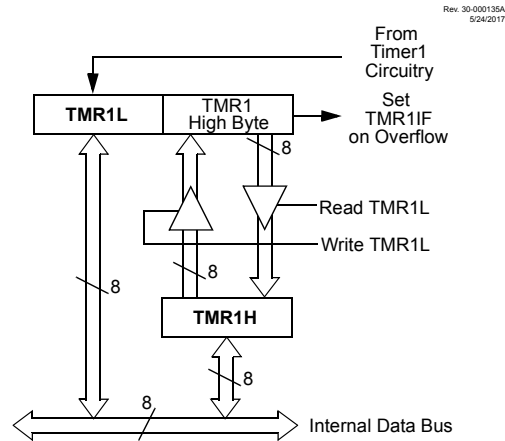 Rev. 30-000135A
5/24/2017
From
Timer1
Circuitry
TMR1L
TMR1
High Byte
Set
TMR1IF
on Overflow
8
Read TMR1L
Write TMR1L
8
8
TMR1H
8
8
Internal Data Bus